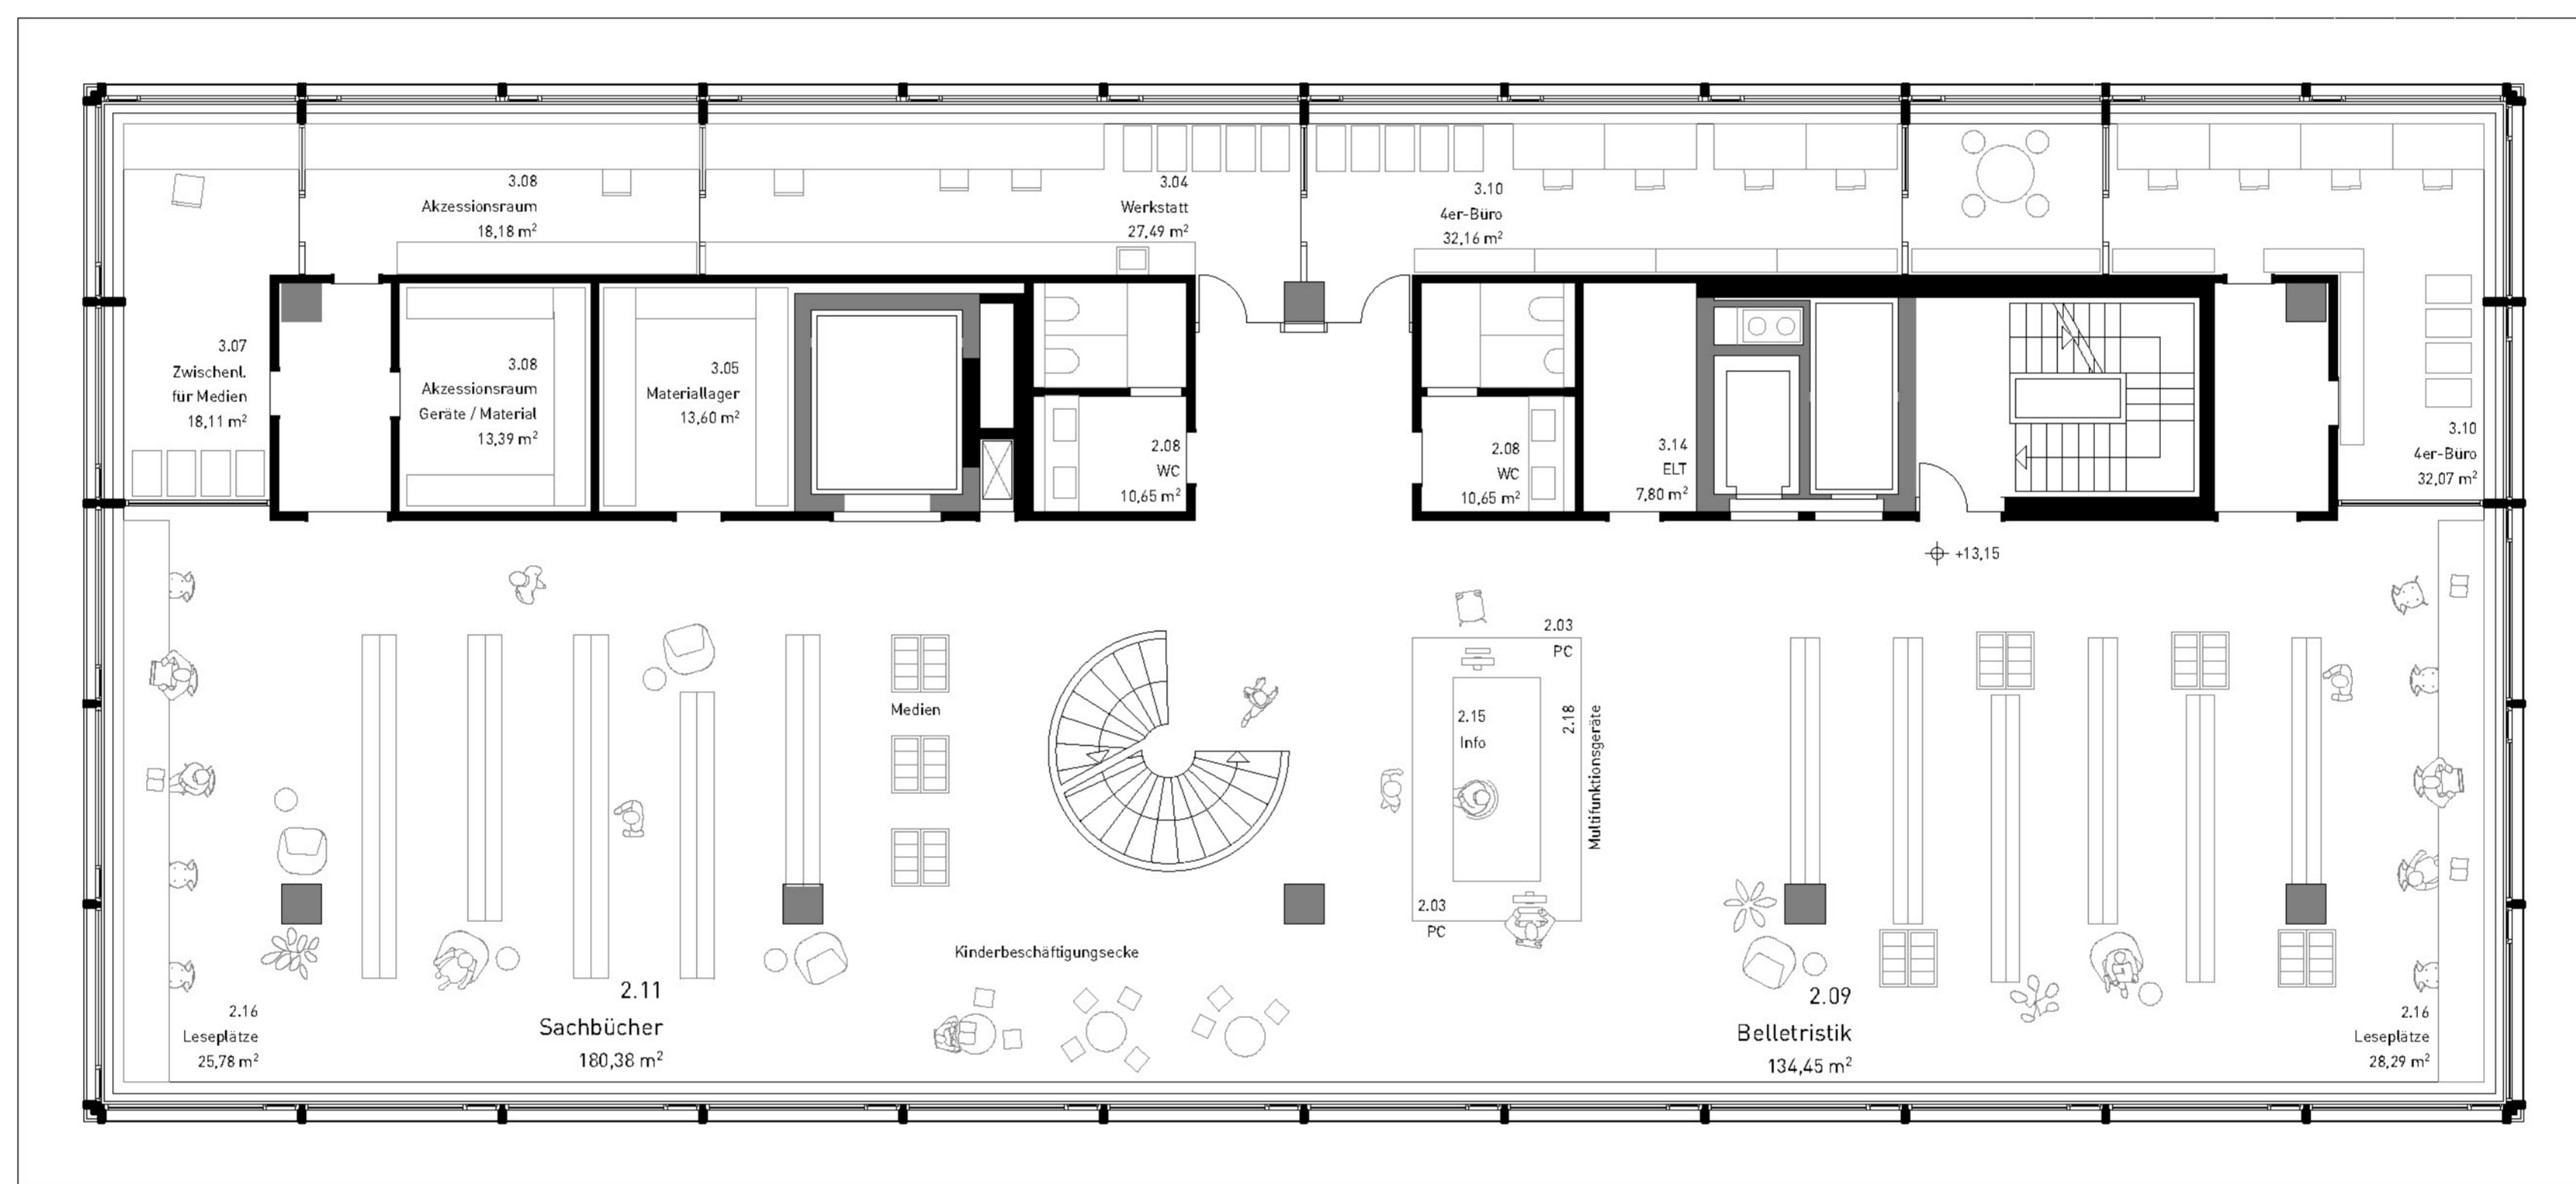 3.08
Akzessionsraum
18,18 m²
3.04
Werkstatt
27,49 m²
3.10
4er-Büro
32,16 m²
3.07
Zwischenl.
für Medien
18,11 m²
3.08
Akzessionsraum
Geräte / Material
13,39 m²
3.05
Materiallager
13,60 m²
2.08
WC
10,65 m²
2.08
WC
10,65 m²
3.14
ELT
7,80 m²
3.10
4er-Büro
32,07 m²
+13,15
Medien
2.03
PC
2.15
Info
2.18
Multifunktionsgeräte
2.03
PC
Kinderbeschäftigungsecke
2.16
Leseplätze
25,78 m²
2.11
Sachbücher
180,38 m²
2.09
Belletristik
134,45 m²
2.16
Leseplätze
28,29 m²